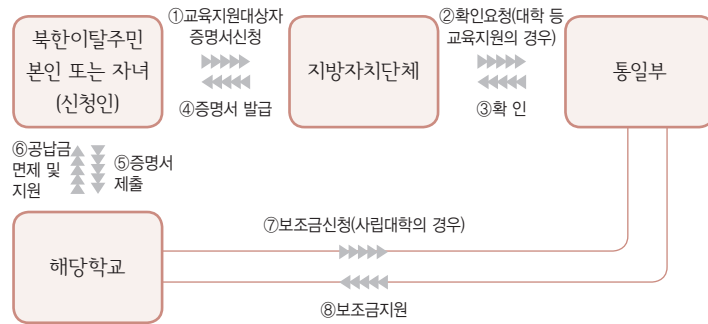 ①교육지원대상자
증명서신청
②확인요청(대학 등
교육지원의 경우)
북한이탈주민
본인 또는 자녀
(신청인)
지방자치단체
통일부
④증명서 발급
③확 인
⑥공납금
면제 및
지원
⑤증명서
제출
⑦보조금신청(사립대학의 경우)
해당학교
⑧보조금지원